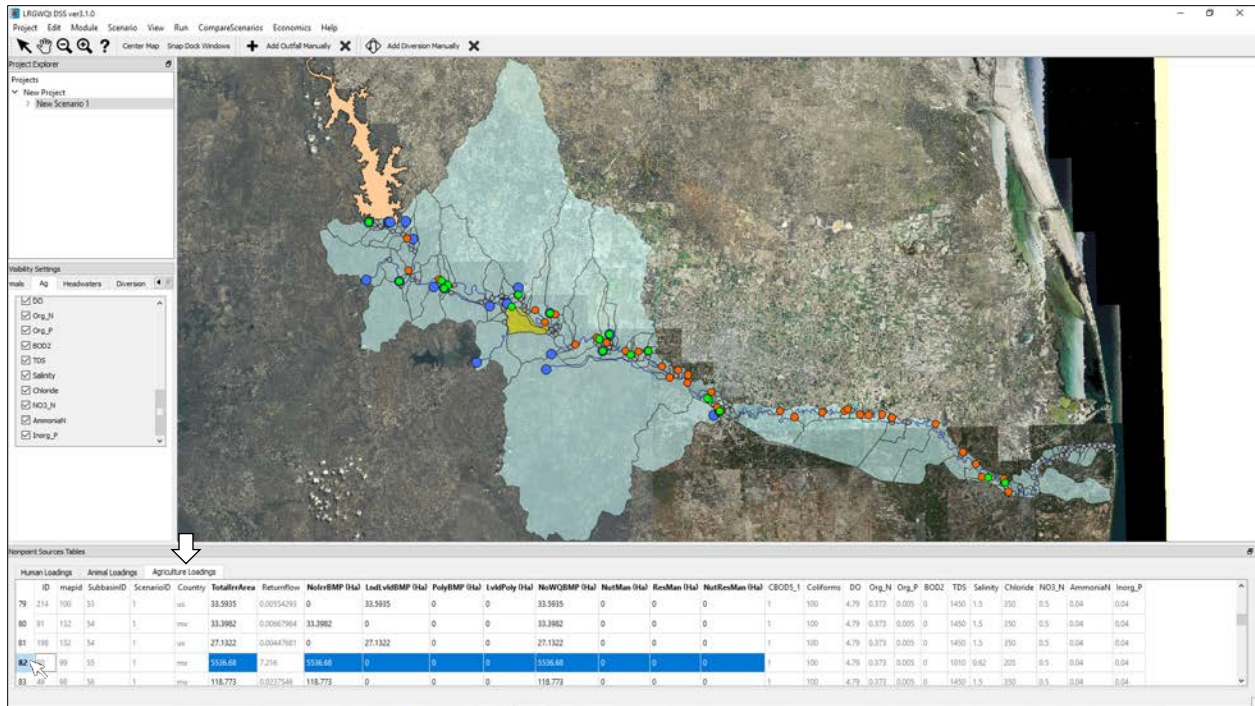 LRGWQI DSS ver3.1.0
Project Edit Module Scenario View Run CompareScenarios Economics Help
Center Map Snap Dock Windows Add Outfall Manually Add Diversion Manually
Project Explorer
Projects
New Project
New Scenario 1
Visibility Settings
mals Ag Headwaters Diversion
DO
Org_N
Org_P
BOD2
TDS
Salinity
Chloride
NO3_N
AmmoniaN
Inorg_P
Nonpoint Sources Tables
Human Loadings Animal Loadings Agriculture Loadings
ID mapid SubbasinID ScenarioID Country TotalIrrArea Returnflow NoIrrBMP (Ha) LndLvldBMP (Ha) PolyBMP (Ha) LvldPoly (Ha) NoWQBMP (Ha) NutMan (Ha) ResMan (Ha) NutResMan (Ha) CBOD5_1 Coliforms DO Org_N Org_P BOD2 TDS Salinity Chloride NO3_N AmmoniaN Inorg_P
79 214 100 53 1 us 33.5935 0.00554293 0 33.5935 0 0 33.5935 0 0 0 1 100 4.79 0.373 0.005 0 1450 1.5 350 0.5 0.04 0.04
80 81 132 54 1 mx 33.3982 0.00667964 33.3982 0 0 0 33.3982 0 0 0 1 100 4.79 0.373 0.005 0 1450 1.5 350 0.5 0.04 0.04
81 198 132 54 1 us 27.1322 0.00447681 0 27.1322 0 0 27.1322 0 0 0 1 100 4.79 0.373 0.005 0 1450 1.5 350 0.5 0.04 0.04
82 99 55 1 mx 5536.68 7.216 5536.68 0 0 0 5536.68 0 0 0 1 100 4.79 0.373 0.005 0 1010 0.62 205 0.5 0.04 0.04
83 49 98 56 1 mx 118.773 0.0237546 118.773 0 0 0 118.773 0 0 0 1 100 4.79 0.373 0.005 0 1450 1.5 350 0.5 0.04 0.04